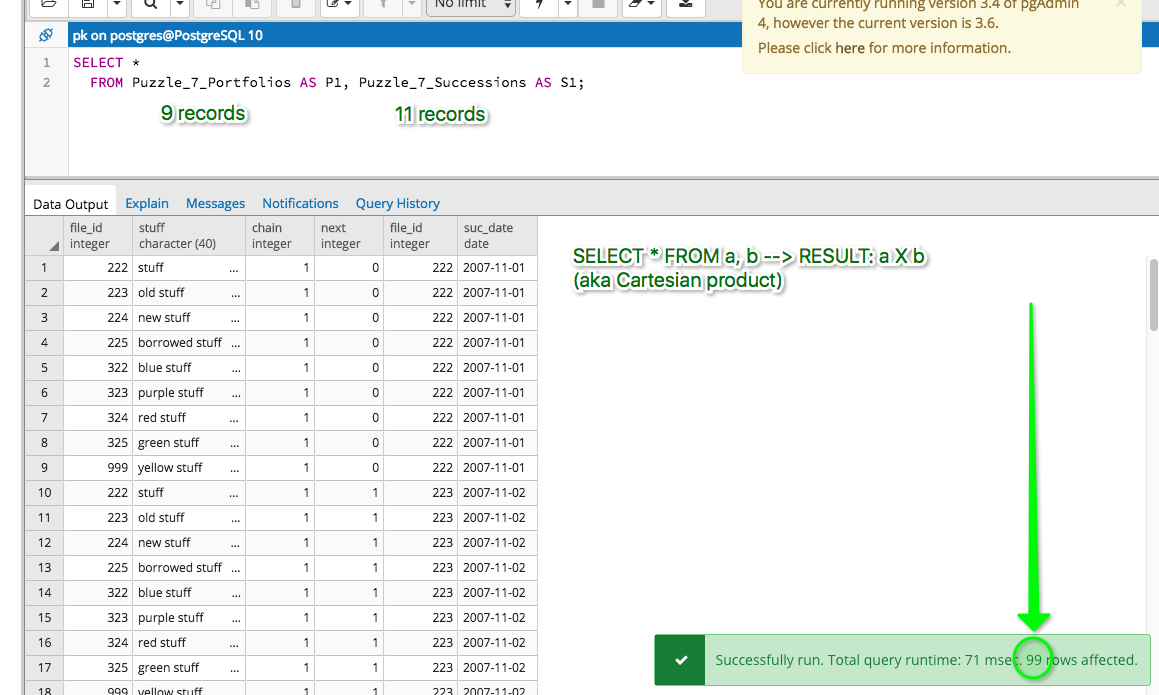 No limit
You are currently running version 3.4 of pgAdmin
4, however the current version is 3.6.
Please click here for more information.
pk on postgres@PostgreSQL 10
1 SELECT *
2 FROM Puzzle_7_Portfolios AS P1, Puzzle_7_Successions AS S1;
9 records 11 records
Data Output Explain Messages Notifications Query History
file_id stuff chain next file_id suc_date
integer character (40) integer integer integer date
1 222 stuff ... 1 0 222 2007-11-01
2 223 old stuff ... 1 0 222 2007-11-01
3 224 new stuff ... 1 0 222 2007-11-01
4 225 borrowed stuff ... 1 0 222 2007-11-01
5 322 blue stuff ... 1 0 222 2007-11-01
6 323 purple stuff ... 1 0 222 2007-11-01
7 324 red stuff ... 1 0 222 2007-11-01
8 325 green stuff ... 1 0 222 2007-11-01
9 999 yellow stuff ... 1 0 222 2007-11-01
10 222 stuff ... 1 1 223 2007-11-02
11 223 old stuff ... 1 1 223 2007-11-02
12 224 new stuff ... 1 1 223 2007-11-02
13 225 borrowed stuff ... 1 1 223 2007-11-02
14 322 blue stuff ... 1 1 223 2007-11-02
15 323 purple stuff ... 1 1 223 2007-11-02
16 324 red stuff ... 1 1 223 2007-11-02
17 325 green stuff ... 1 1 223 2007-11-02
18 999 yellow stuff ... 1 1 223 2007-11-02
SELECT * FROM a, b --> RESULT: a X b
(aka Cartesian product)
Successfully run. Total query runtime: 71 msec. 99 rows affected.